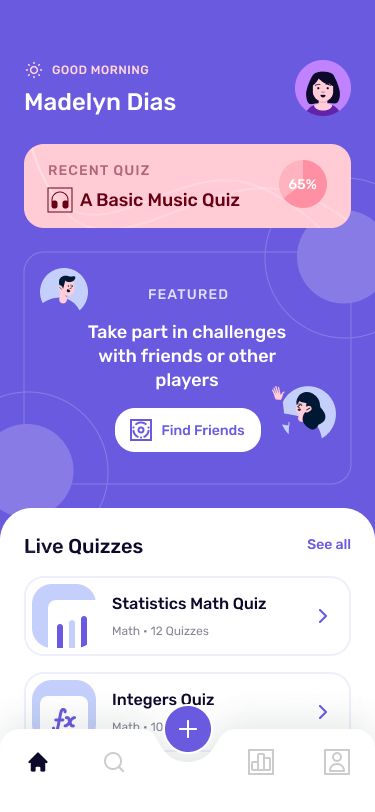 GOOD MORNING
Madelyn Dias
RECENT QUIZ
A Basic Music Quiz
65%
FEATURED
Take part in challenges
with friends or other
players
Find Friends
Live Quizzes
See all
Statistics Math Quiz
Math • 12 Quizzes
Integers Quiz
Math • 10
fx